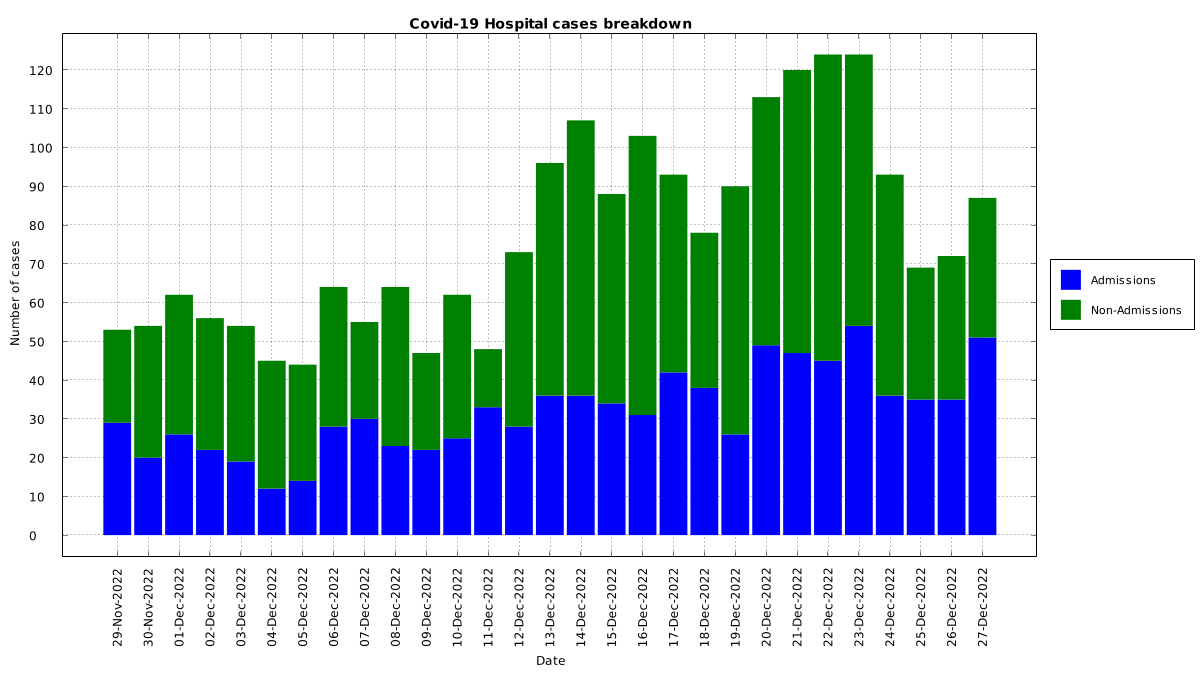 Covid-19 Hospital cases breakdown
120
110
100
90
80
70
60
50
40
30
20
10
0
Number of cases
29-Nov-2022
30-Nov-2022
01-Dec-2022
02-Dec-2022
03-Dec-2022
04-Dec-2022
05-Dec-2022
06-Dec-2022
07-Dec-2022
08-Dec-2022
09-Dec-2022
10-Dec-2022
11-Dec-2022
12-Dec-2022
13-Dec-2022
14-Dec-2022
15-Dec-2022
16-Dec-2022
17-Dec-2022
18-Dec-2022
19-Dec-2022
20-Dec-2022
21-Dec-2022
22-Dec-2022
23-Dec-2022
24-Dec-2022
25-Dec-2022
26-Dec-2022
27-Dec-2022
Date
Admissions
Non-Admissions